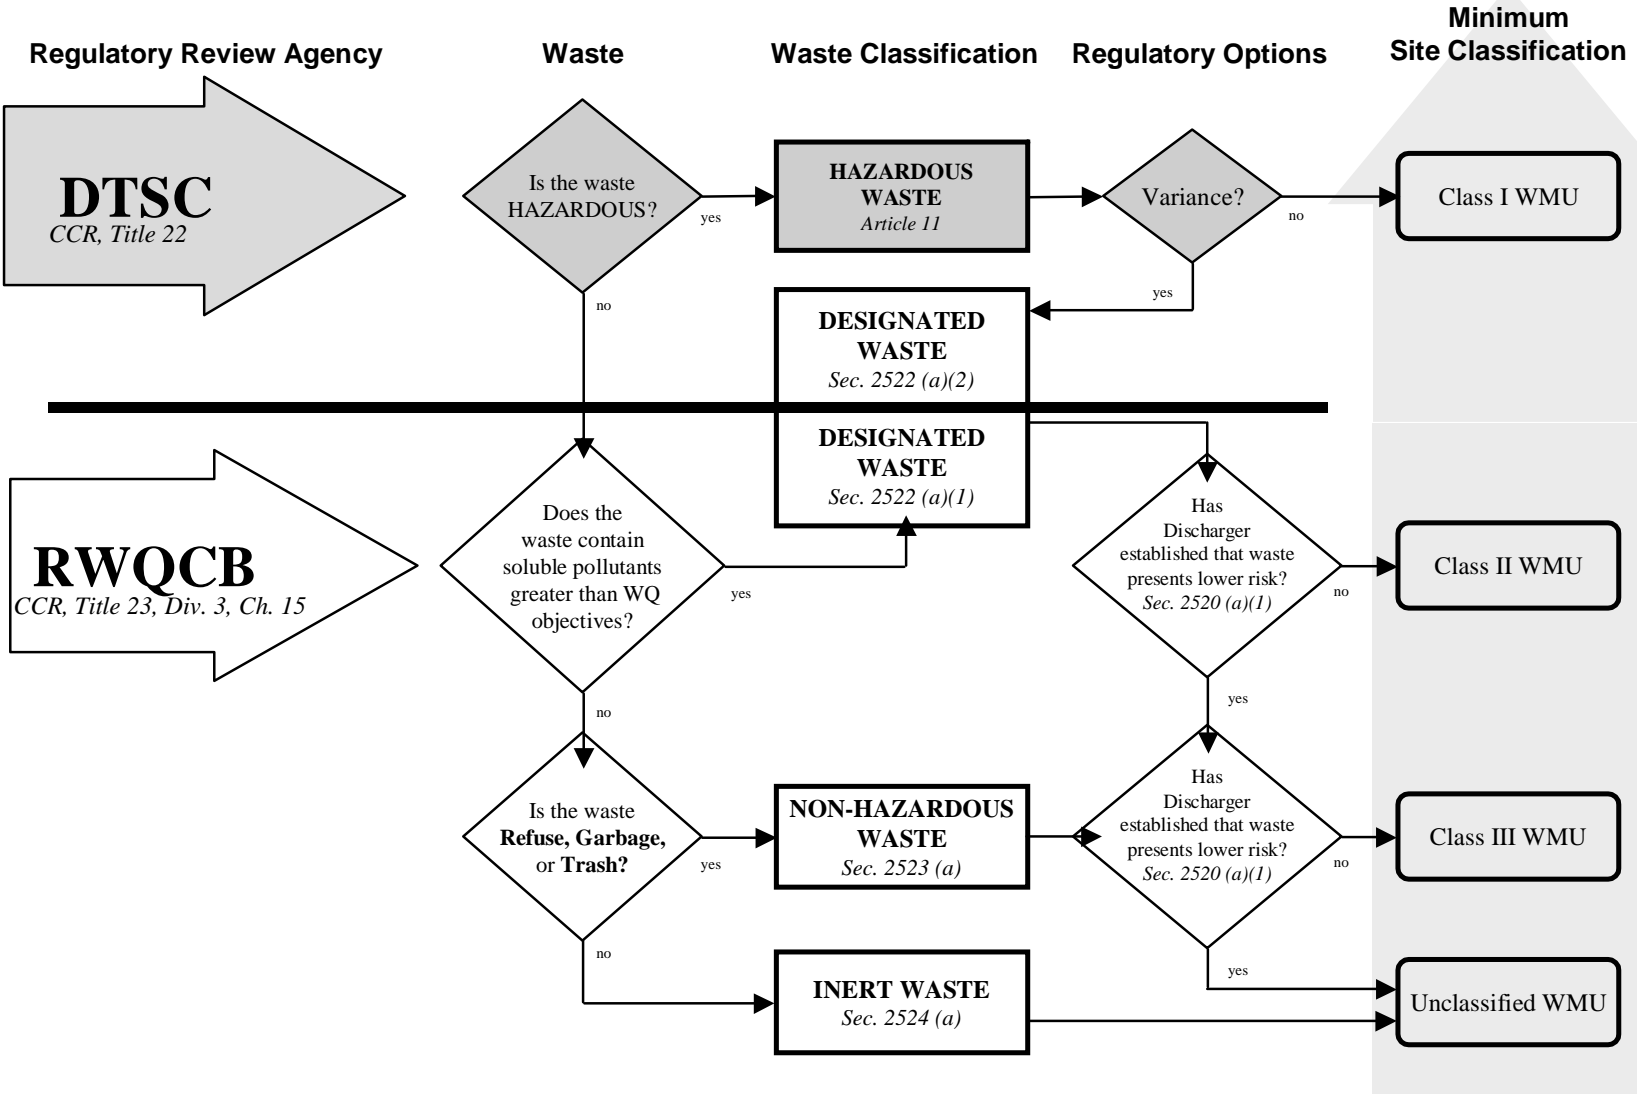 Regulatory Review Agency
Waste
Waste Classification
Regulatory Options
Minimum
Site Classification
DTSC
CCR, Title 22
Is the waste
HAZARDOUS?
yes
no
HAZARDOUS
WASTE
Article 11
Variance?
no
yes
Class I WMU
DESIGNATED
WASTE
Sec. 2522 (a)(2)
DESIGNATED
WASTE
Sec. 2522 (a)(1)
RWQCB
CCR, Title 23, Div. 3, Ch. 15
Does the
waste contain
soluble pollutants
greater than WQ
objectives?
yes
no
Has
Discharger
established that waste
presents lower risk?
Sec. 2520 (a)(1)
no
yes
Class II WMU
Is the waste
Refuse, Garbage,
or Trash?
yes
no
NON-HAZARDOUS
WASTE
Sec. 2523 (a)
Has
Discharger
established that waste
presents lower risk?
Sec. 2520 (a)(1)
no
yes
Class III WMU
INERT WASTE
Sec. 2524 (a)
Unclassified WMU